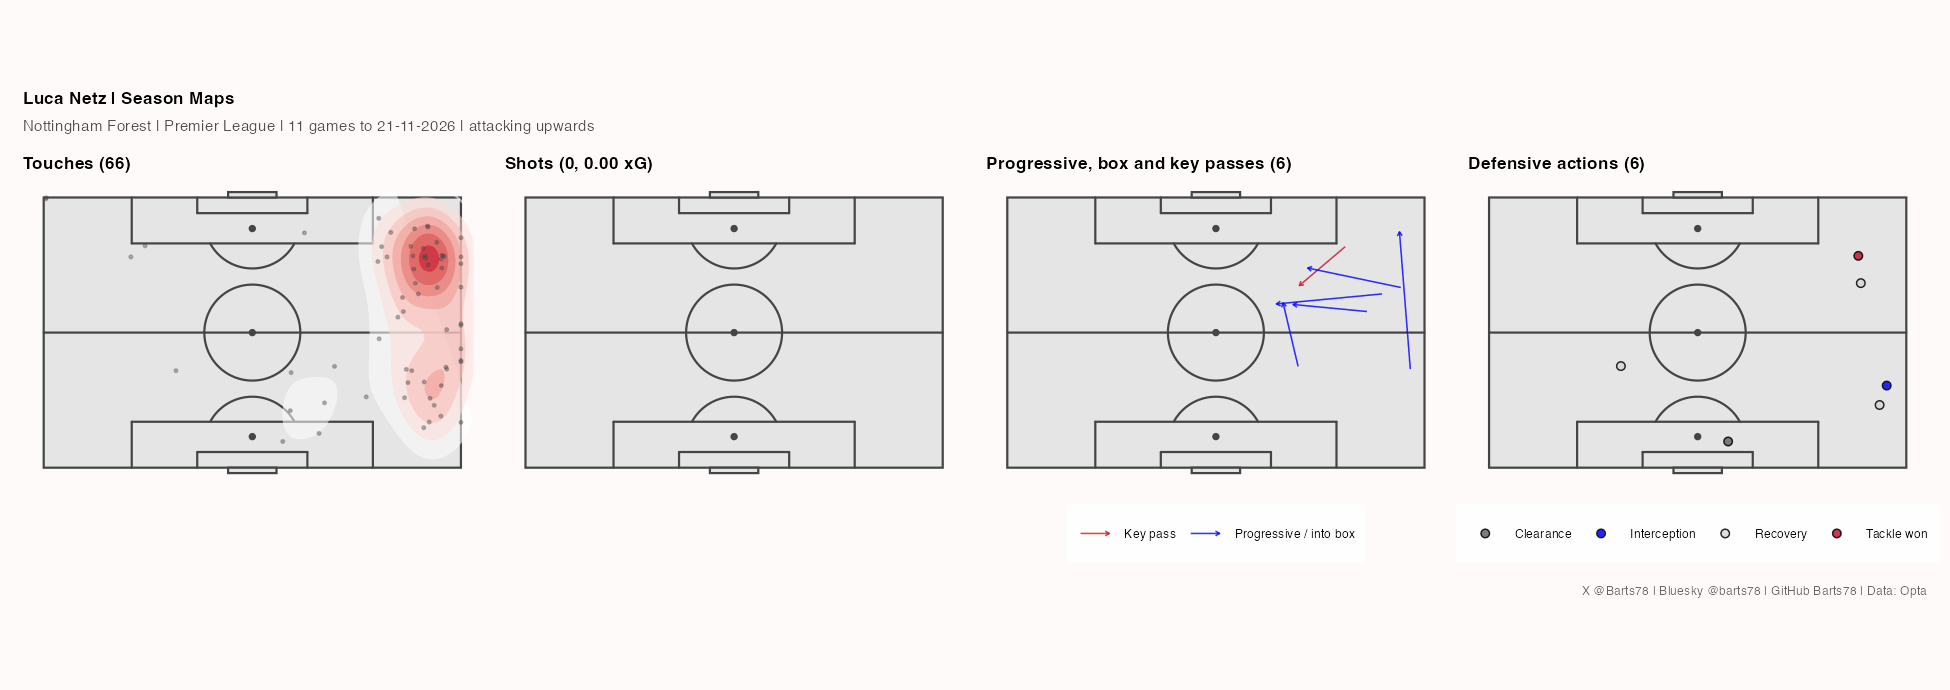 Luca Netz | Season Maps
Nottingham Forest | Premier League | 11 games to 21-11-2026 | attacking upwards
Touches (66)
Shots (0, 0.00 xG)
Progressive, box and key passes (6)
Defensive actions (6)
Key pass
Progressive / into box
Clearance
Interception
Recovery
Tackle won
X @Barts78 | Bluesky @barts78 | GitHub Barts78 | Data: Opta